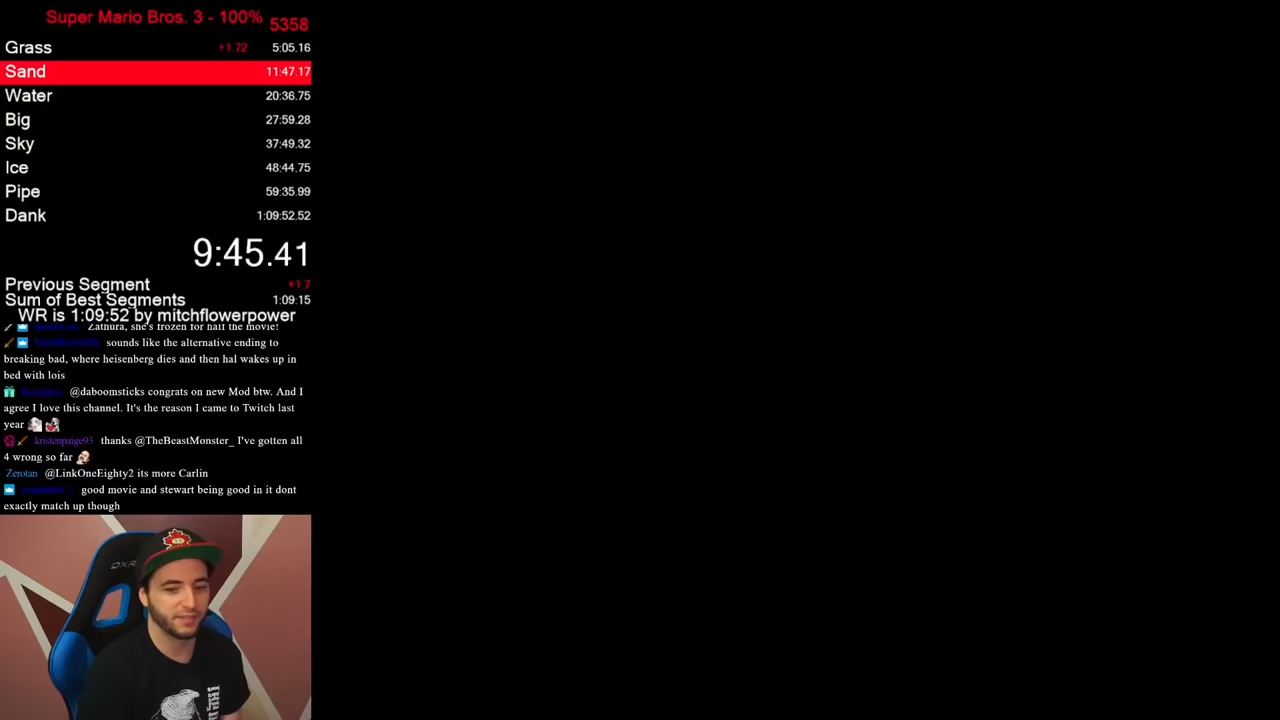 Super Mario Bros. 3 - 100% 5358
Grass +1.72 5:05.16
Sand 11:47.17
Water 20:36.75
Big 27:59.28
Sky 37:49.32
Ice 48:44.75
Pipe 59:35.99
Dank 1:09:52.52
9:45.41
Previous Segment +1.7
Sum of Best Segments 1:09:15
WR is 1:09:52 by mitchflowerpower
Zathura, she's frozen for half the movie!
sounds like the alternative ending to
breaking bad, where heisenberg dies and then hal wakes up in
bed with lois
@daboomsticks congrats on new Mod btw. And I
agree I love this channel. It's the reason I came to Twitch last
year
kristenpaige93 thanks @TheBeastMonster_ I've gotten all
4 wrong so far
Zerotan @LinkOneEighty2 its more Carlin
good movie and stewart being good in it dont
exactly match up though
DXR